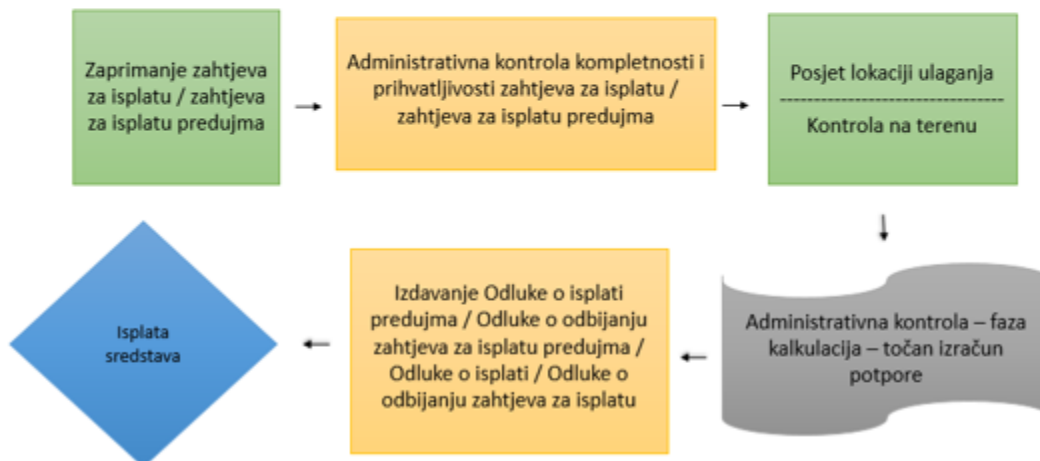 Zaprimanje zahtjeva
za isplatu / zahtjeva
za isplatu predujma
Administrativna kontrola kompletnosti i
prihvatljivosti zahtjeva za isplatu /
zahtjeva za isplatu predujma
Posjet lokaciji ulaganja
Kontrola na terenu
Administrativna kontrola – faza
kalkulacija – točan izračun
potpore
Izdavanje Odluke o isplati
predujma / Odluke o odbijanju
zahtjeva za isplatu predujma /
Odluke o isplati / Odluke o
odbijanju zahtjeva za isplatu
Isplata
sredstava